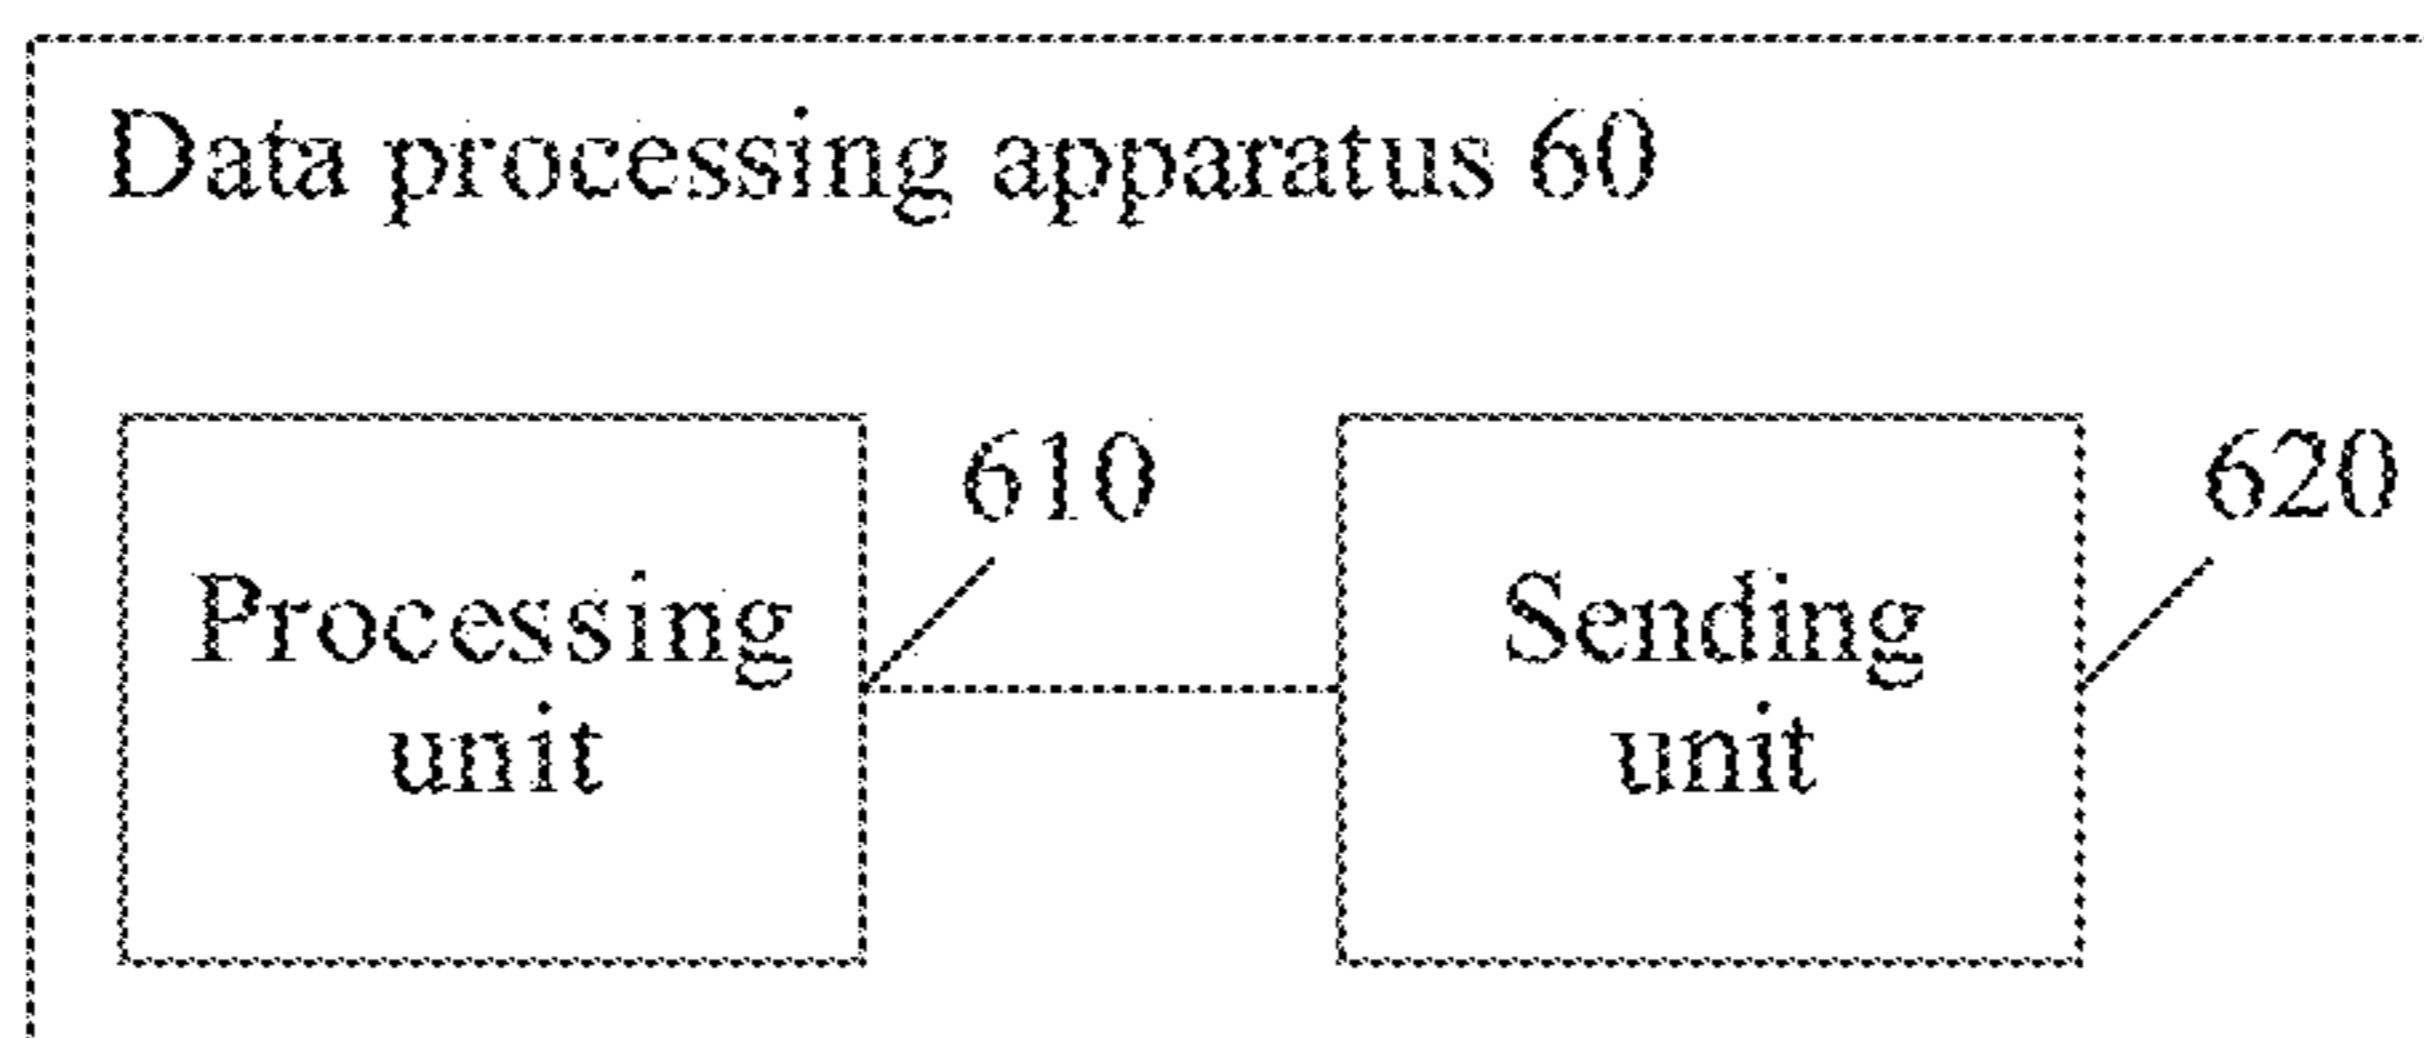 Data processing apparatus 60
610
620
Processing
unit
Sending
unit